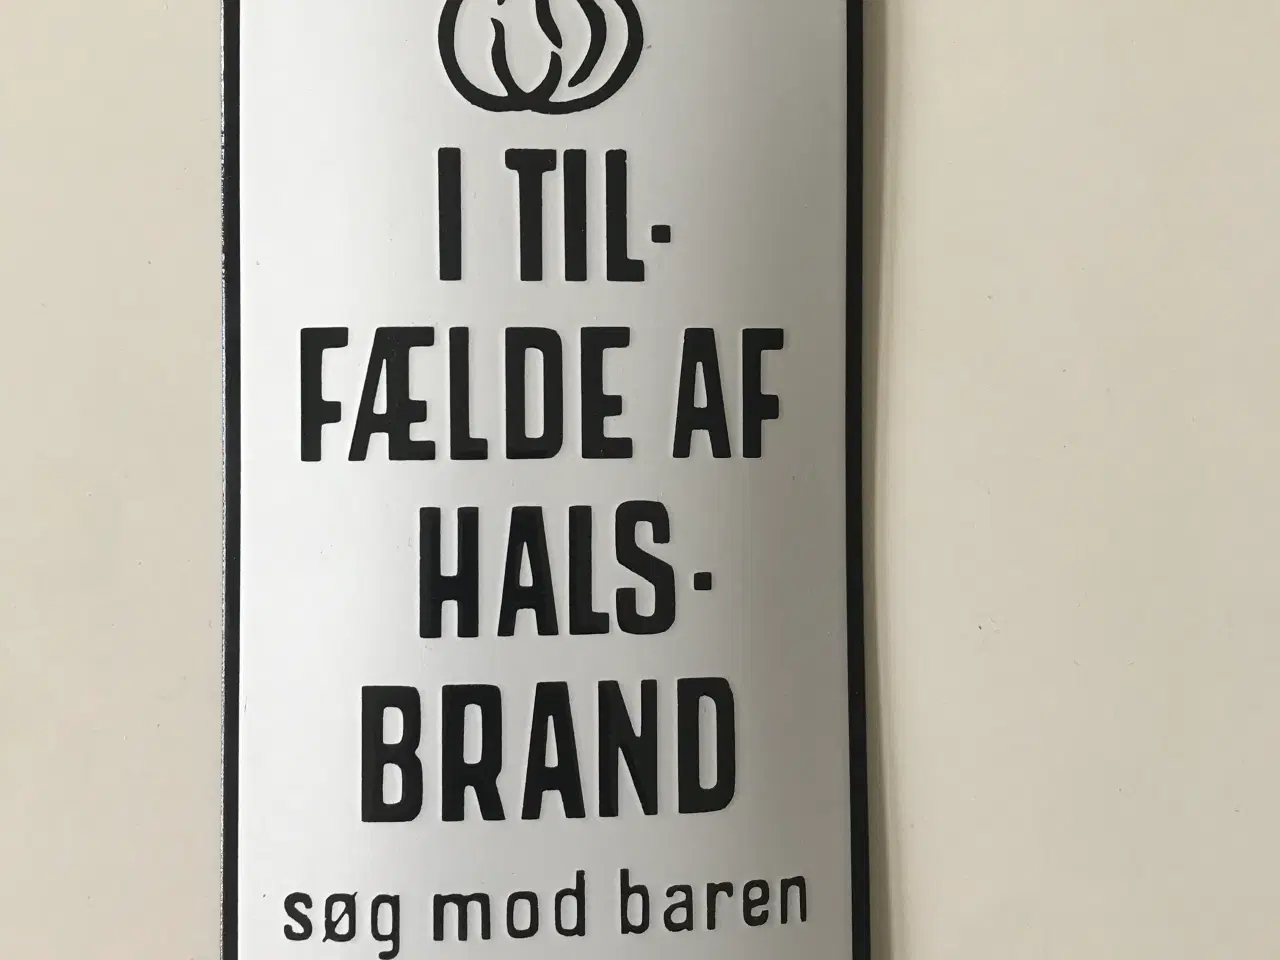 I TIL-
FÆLDE AF
HALS-
BRAND
søg mod baren